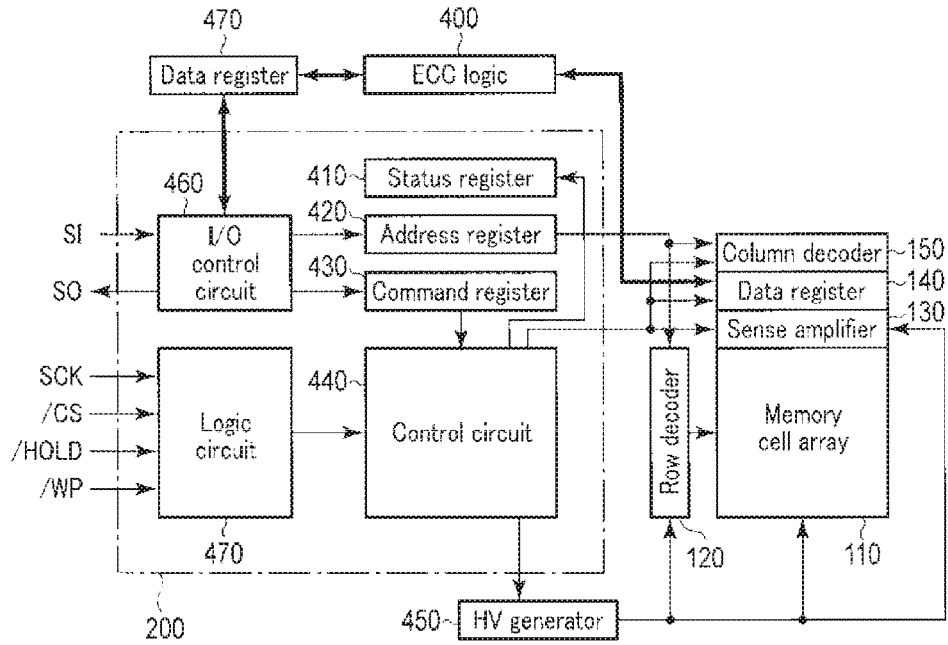 470
400
Data register
ECC logic
410
Status register
460
420
SI
I/O
control
circuit
Address register
Column decoder
150
430
SO
Command register
Data register
140
130
Sense amplifier
SCK
/CS
/HOLD
/WP
Logic
circuit
440
Control circuit
Row decoder
Memory
cell array
470
120
110
200
450
HV generator